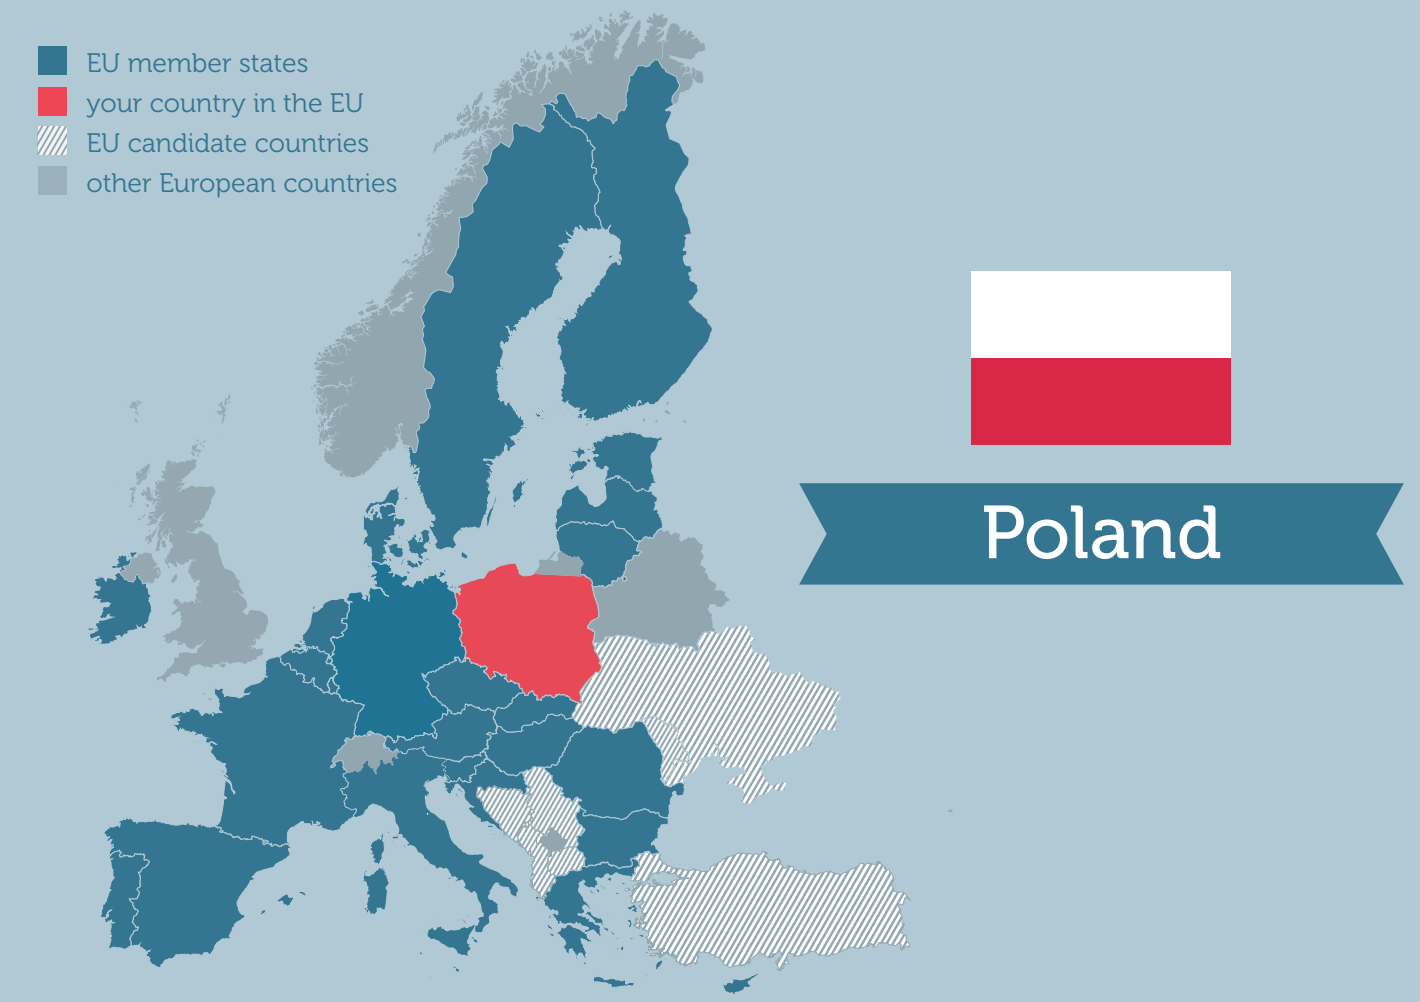 EU member states
your country in the EU
EU candidate countries
other European countries
Poland